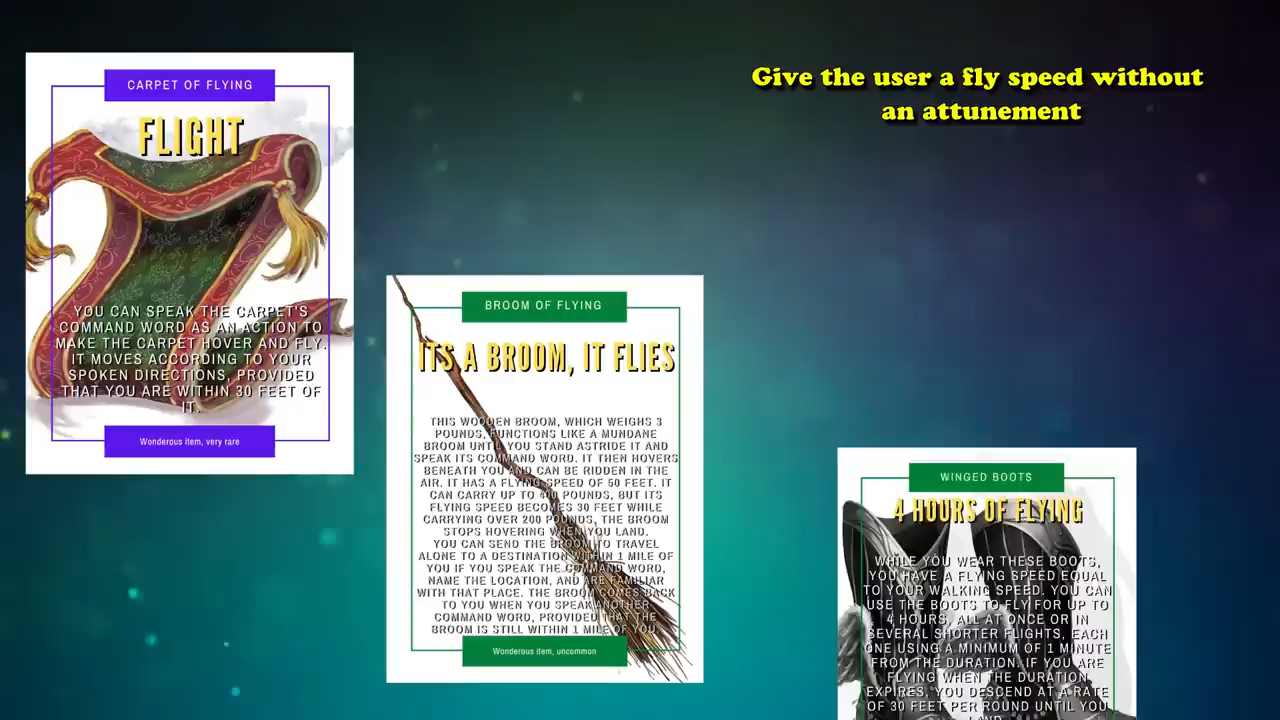 Give the user a fly speed without
an attunement
CARPET OF FLYING
FLIGHT
YOU CAN SPEAK THE CARPET'S
COMMAND WORD AS AN ACTION TO
MAKE THE CARPET HOVER AND FLY.
IT MOVES ACCORDING TO YOUR
SPOKEN DIRECTIONS, PROVIDED
THAT YOU ARE WITHIN 30 FEET OF
IT.
Wonderous item, very rare
BROOM OF FLYING
ITS A BROOM, IT FLIES
THIS WOODEN BROOM, WHICH WEIGHS 3
POUNDS, FUNCTIONS LIKE A MUNDANE
BROOM UNTIL YOU STAND ASTRIDE IT AND
SPEAK ITS COMMAND WORD. IT THEN HOVERS
BENEATH YOU AND CAN BE RIDDEN IN THE
AIR. IT HAS A FLYING SPEED OF 50 FEET. IT
CAN CARRY UP TO 400 POUNDS, BUT ITS
FLYING SPEED BECOMES 30 FEET WHILE
CARRYING OVER 200 POUNDS. THE BROOM
STOPS HOVERING WHEN YOU LAND.
YOU CAN SEND THE BROOM TO TRAVEL
ALONE TO A DESTINATION WITHIN 1 MILE OF
YOU IF YOU SPEAK THE COMMAND WORD,
NAME THE LOCATION, AND ARE FAMILIAR
WITH THAT PLACE. THE BROOM COMES BACK
TO YOU WHEN YOU SPEAK ANOTHER
COMMAND WORD, PROVIDED THAT THE
BROOM IS STILL WITHIN 1 MILE OF YOU
Wonderous item, uncommon
WINGED BOOTS
4 HOURS OF FLYING
WHILE YOU WEAR THESE BOOTS,
YOU HAVE A FLYING SPEED EQUAL
TO YOUR WALKING SPEED. YOU CAN
USE THE BOOTS TO FLY FOR UP TO
4 HOURS, ALL AT ONCE OR IN
SEVERAL SHORTER FLIGHTS, EACH
ONE USING A MINIMUM OF 1 MINUTE
FROM THE DURATION. IF YOU ARE
FLYING WHEN THE DURATION
EXPIRES, YOU DESCEND AT A RATE
OF 30 FEET PER ROUND UNTIL YOU
LAND